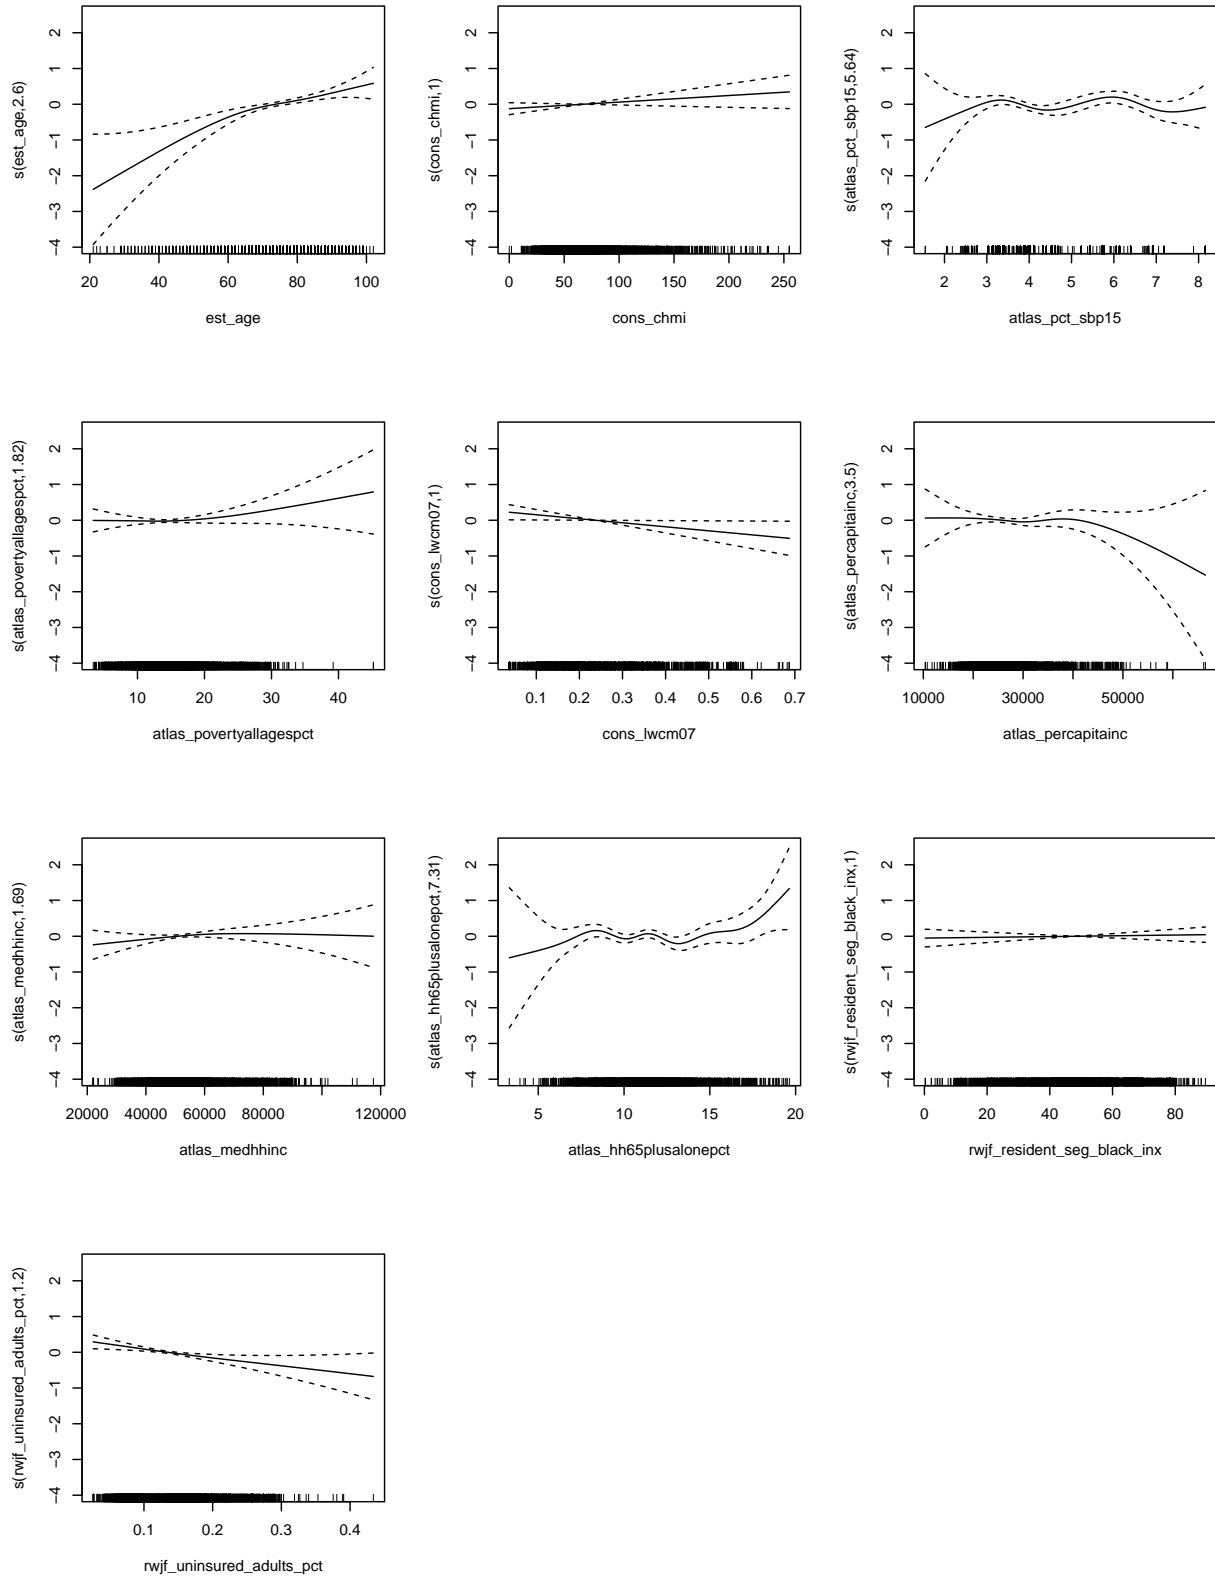 s(est_age,2.6)
2
1
0
−1
−2
−3
−4
20 40 60 80 100
est_age
s(cons_chmi,1)
2
1
0
−1
−2
−3
−4
0 50 100 150 200 250
cons_chmi
s(atlas_pct_sbp15,5.64)
2
1
0
−1
−2
−3
−4
2 3 4 5 6 7 8
atlas_pct_sbp15
s(atlas_povertyallagespct,1.82)
2
1
0
−1
−2
−3
−4
10 20 30 40
atlas_povertyallagespct
s(cons_lwcm07,1)
2
1
0
−1
−2
−3
−4
0.1 0.2 0.3 0.4 0.5 0.6 0.7
cons_lwcm07
s(atlas_percapitainc,3.5)
2
1
0
−1
−2
−3
−4
10000 30000 50000
atlas_percapitainc
s(atlas_medhhinc,1.69)
2
1
0
−1
−2
−3
−4
20000 40000 60000 80000 120000
atlas_medhhinc
s(atlas_hh65plusalonepct,7.31)
2
1
0
−1
−2
−3
−4
5 10 15 20
atlas_hh65plusalonepct
s(rwjf_resident_seg_black_inx,1)
2
1
0
−1
−2
−3
−4
0 20 40 60 80
rwjf_resident_seg_black_inx
s(rwjf_uninsured_adults_pct,1.2)
2
1
0
−1
−2
−3
−4
0.1 0.2 0.3 0.4
rwjf_uninsured_adults_pct